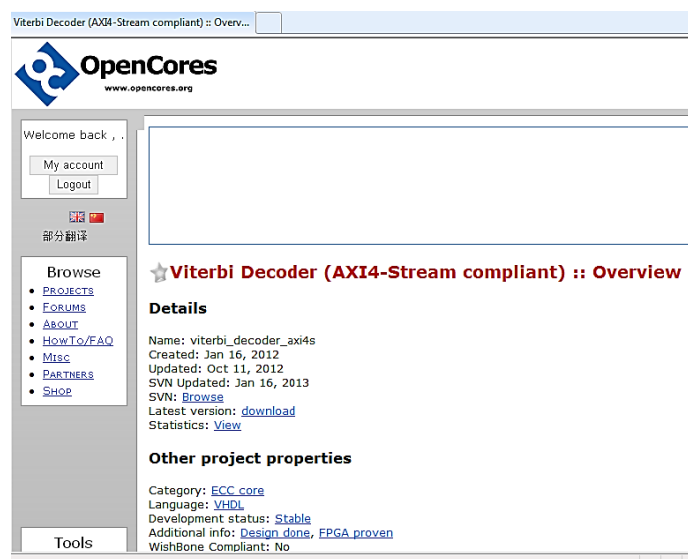 Viterbi Decoder (AXI4-Stream compliant) :: Overv...
OpenCores
www.opencores.org
Welcome back , .
My account
Logout
部分翻译
Browse
PROJECTS
FORUMS
ABOUT
HOWTO/FAQ
MISC
PARTNERS
SHOP
Tools
Viterbi Decoder (AXI4-Stream compliant) :: Overview
Details
Name: viterbi_decoder_axi4s
Created: Jan 16, 2012
Updated: Oct 11, 2012
SVN Updated: Jan 16, 2013
SVN: Browse
Latest version: download
Statistics: View
Other project properties
Category: ECC core
Language: VHDL
Development status: Stable
Additional info: Design done, FPGA proven
WishBone Compliant: No